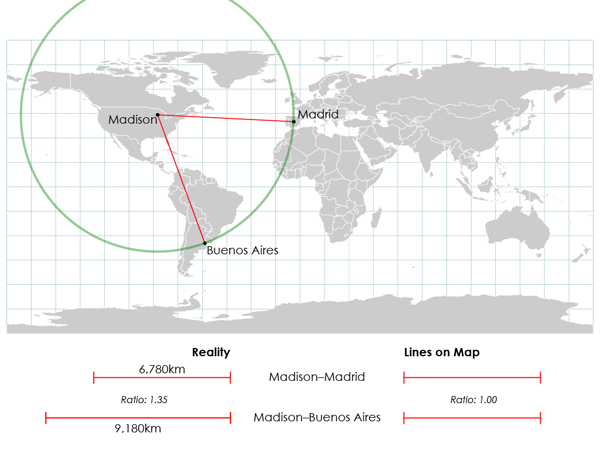 Madison
Madrid
Buenos Aires
Reality
Lines on Map
6,780km
Madison–Madrid
Ratio: 1.35
Ratio: 1.00
Madison–Buenos Aires
9,180km